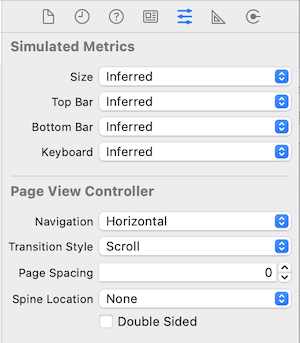 Simulated Metrics
Size Inferred
Top Bar Inferred
Bottom Bar Inferred
Keyboard Inferred
Page View Controller
Navigation Horizontal
Transition Style Scroll
Page Spacing 0
Spine Location None
Double Sided